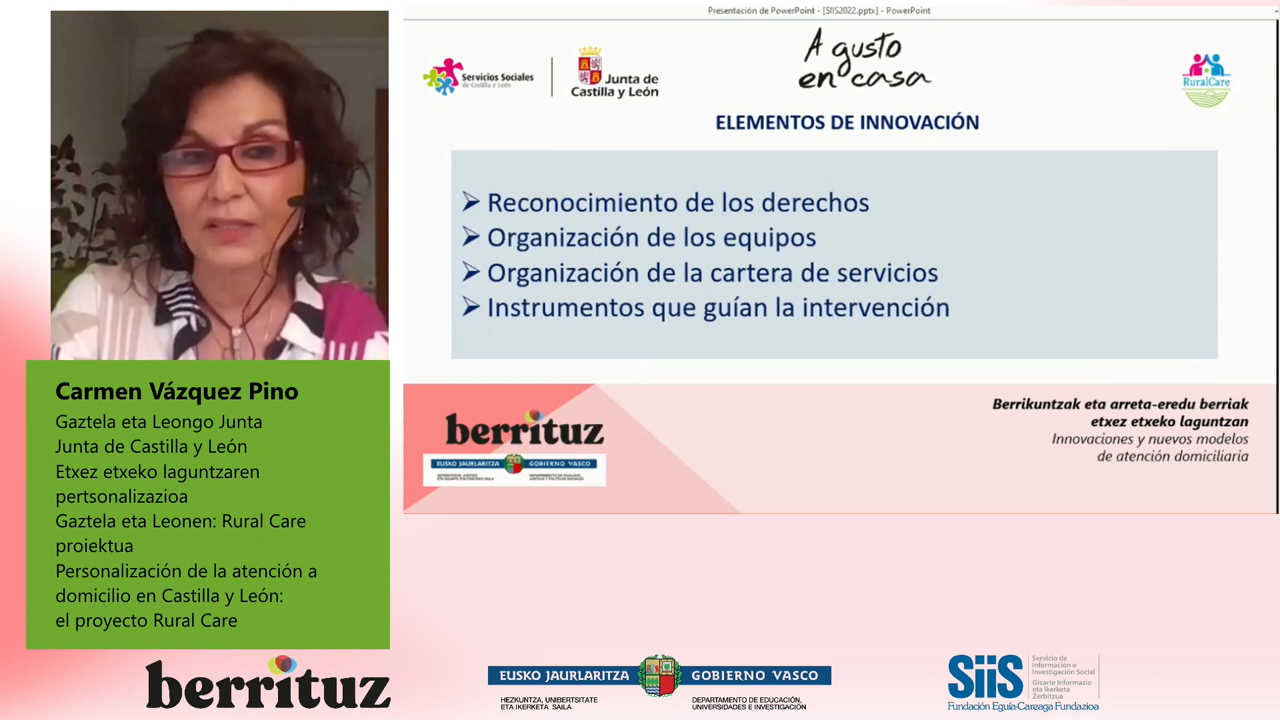 Presentación de PowerPoint - [SIIS2022.pptx] - PowerPoint
Servicios Sociales
de Castilla y León
Junta de
Castilla y León
A gusto
en casa
RuralCare
ELEMENTOS DE INNOVACIÓN
Reconocimiento de los derechos
Organización de los equipos
Organización de la cartera de servicios
Instrumentos que guían la intervención
berrituz
EUSKO JAURLARITZA
GOBIERNO VASCO
Berrikuntzak eta arreta-eredu berriak
etxez etxeko laguntzan
Innovaciones y nuevos modelos
de atención domiciliaria
Carmen Vázquez Pino
Gaztela eta Leongo Junta
Junta de Castilla y León
Etxez etxeko laguntzaren
pertsonalizazioa
Gaztela eta Leonen: Rural Care
proiektua
Personalización de la atención a
domicilio en Castilla y León:
el proyecto Rural Care
berrituz
EUSKO JAURLARITZA
GOBIERNO VASCO
HEZKUNTZA, UNIBERTSITATE
ETA IKERKETA SAILA
DEPARTAMENTO DE EDUCACIÓN,
UNIVERSIDADES E INVESTIGACIÓN
SiiS
Servicio de
Información e
Investigación Social
Gizarte Informazio
eta Ikerketa
Zerbitzua
Fundación Eguía-Careaga Fundazioa